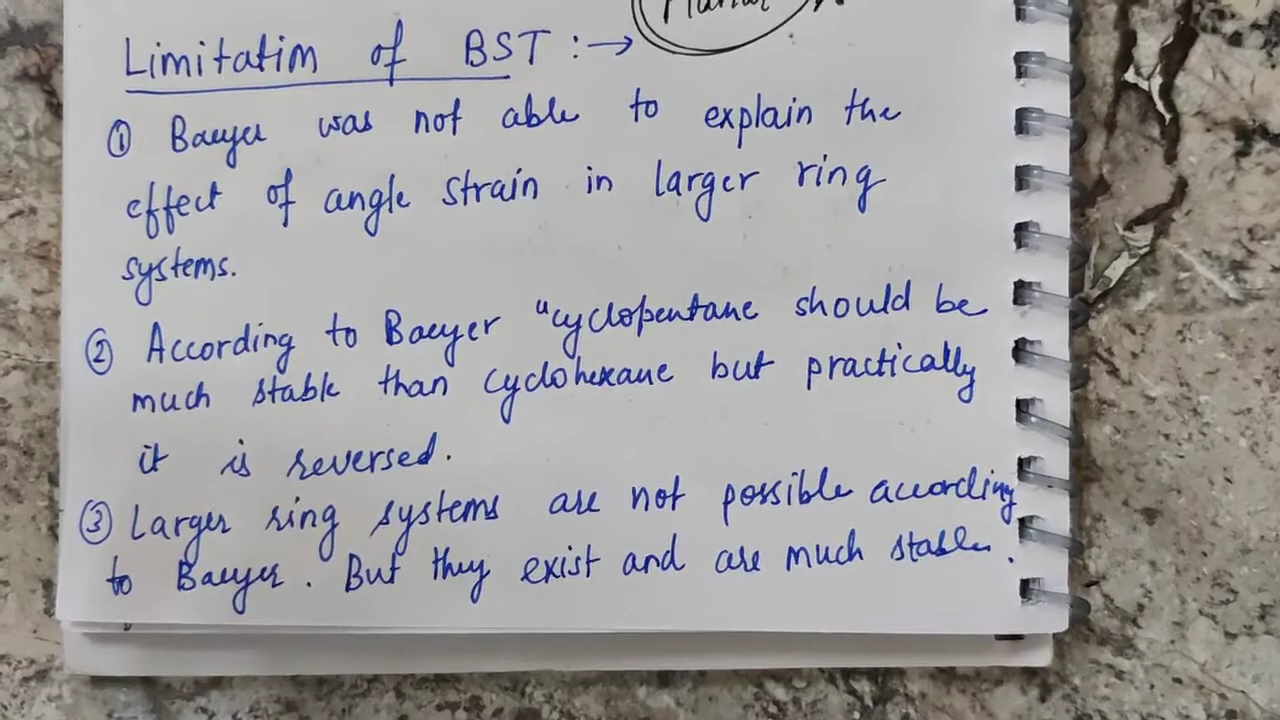 Limitation of BST :→
① Baeyer was not able to explain the
effect of angle strain in larger ring
systems.
② According to Baeyer "cyclopentane should be
much stable than cyclohexane but practically
it is reversed.
③ Larger ring systems are not possible according
to Baeyer. But they exist and are much stable.